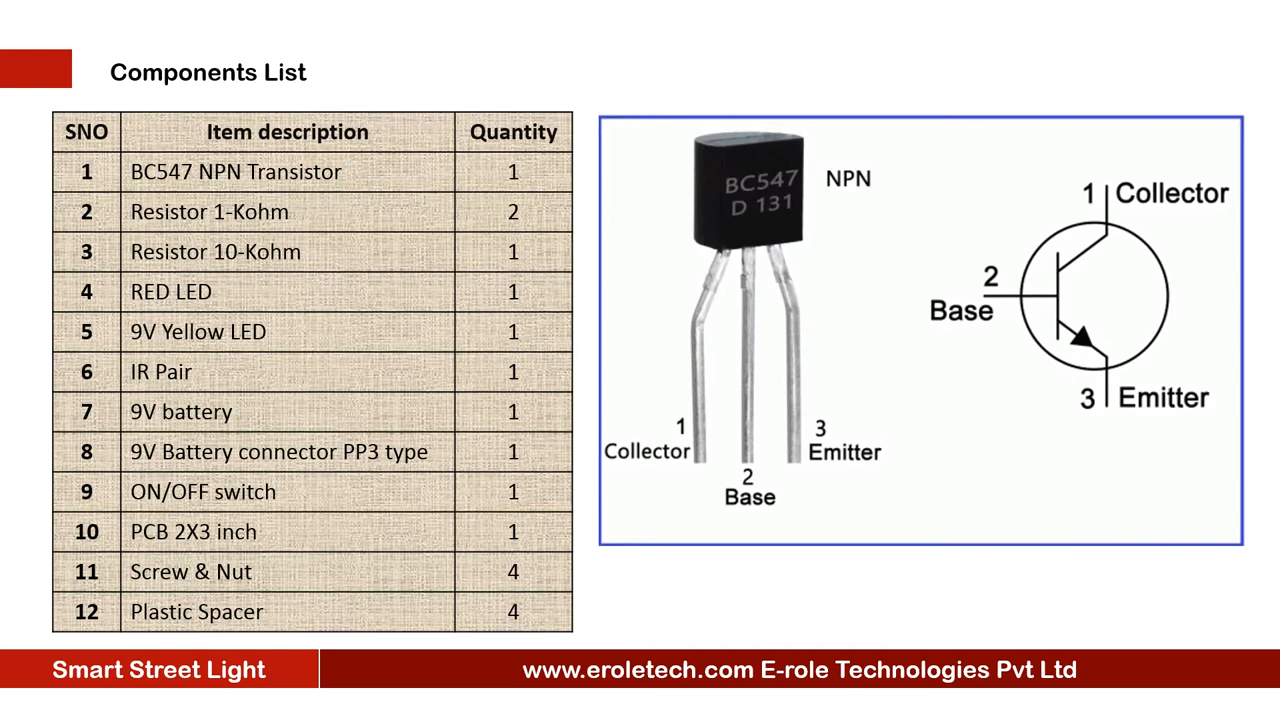 Components List
SNO Item description Quantity
1 BC547 NPN Transistor 1
2 Resistor 1-Kohm 2
3 Resistor 10-Kohm 1
4 RED LED 1
5 9V Yellow LED 1
6 IR Pair 1
7 9V battery 1
8 9V Battery connector PP3 type 1
9 ON/OFF switch 1
10 PCB 2X3 inch 1
11 Screw & Nut 4
12 Plastic Spacer 4
BC547
D 131
NPN
1
Collector
2
Base
3
Emitter
1 Collector
2
Base
3 Emitter
Smart Street Light
www.eroletech.com E-role Technologies Pvt Ltd